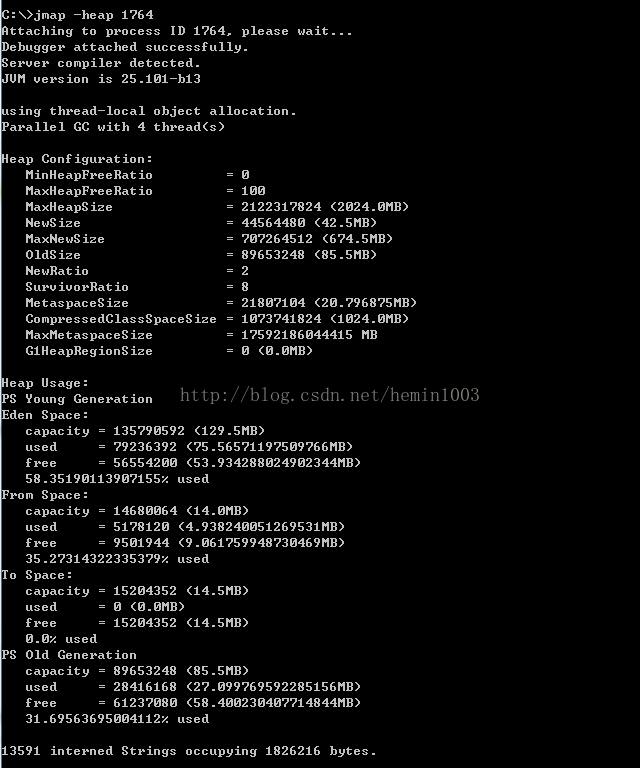 C:\>jmap -heap 1764
Attaching to process ID 1764, please wait...
Debugger attached successfully.
Server compiler detected.
JVM version is 25.101-b13
using thread-local object allocation.
Parallel GC with 4 thread(s)
Heap Configuration:
MinHeapFreeRatio = 0
MaxHeapFreeRatio = 100
MaxHeapSize = 2122317824 (2024.0MB)
NewSize = 44564480 (42.5MB)
MaxNewSize = 707264512 (674.5MB)
OldSize = 89653248 (85.5MB)
NewRatio = 2
SurvivorRatio = 8
MetaspaceSize = 21807104 (20.796875MB)
CompressedClassSpaceSize = 1073741824 (1024.0MB)
MaxMetaspaceSize = 17592186044415 MB
G1HeapRegionSize = 0 (0.0MB)
Heap Usage:
PS Young Generation
http://blog.csdn.net/hemin1003
Eden Space:
capacity = 135790592 (129.5MB)
used = 79236392 (75.56571197509766MB)
free = 56554200 (53.934288024902344MB)
58.35190113907155% used
From Space:
capacity = 14680064 (14.0MB)
used = 5178120 (4.938240051269531MB)
free = 9501944 (9.061759948730469MB)
35.27314322335379% used
To Space:
capacity = 15204352 (14.5MB)
used = 0 (0.0MB)
free = 15204352 (14.5MB)
0.0% used
PS Old Generation
capacity = 89653248 (85.5MB)
used = 28416168 (27.099769592285156MB)
free = 61237080 (58.400230407714844MB)
31.69563695004112% used
13591 interned Strings occupying 1826216 bytes.